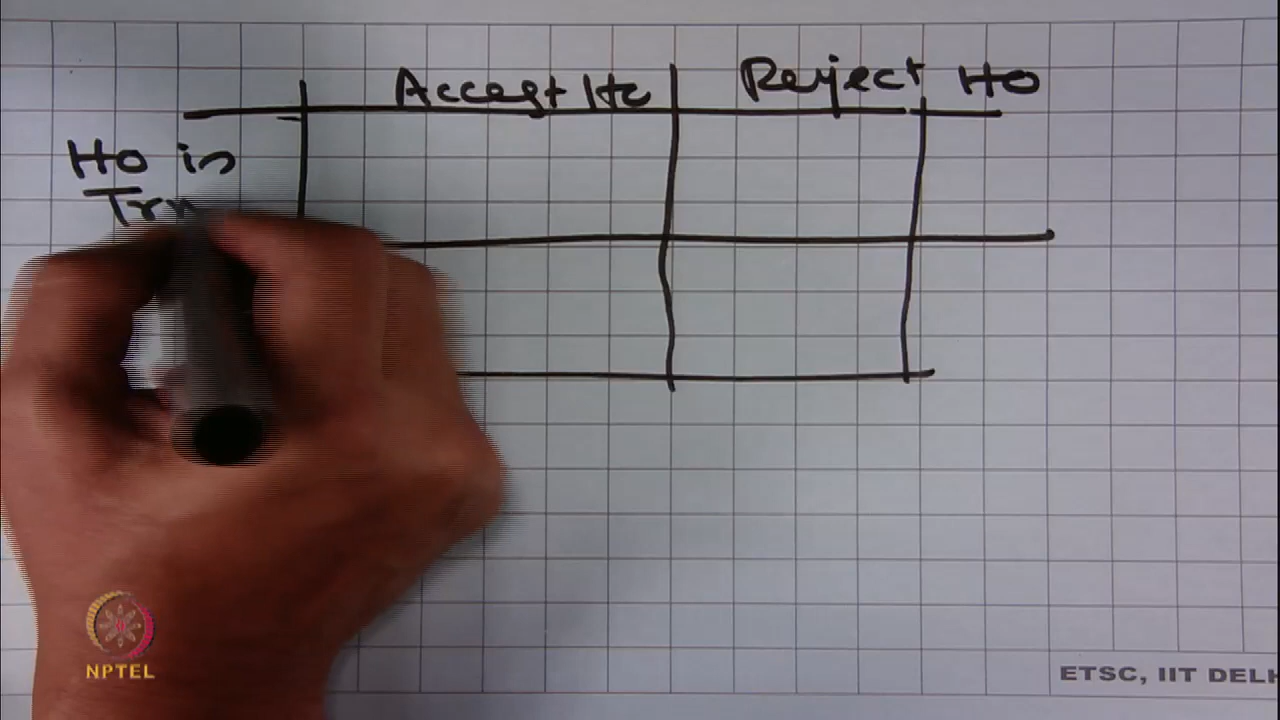 Accept Ho Reject Ho
Ho is
NPTEL
ETSC, IIT DELH